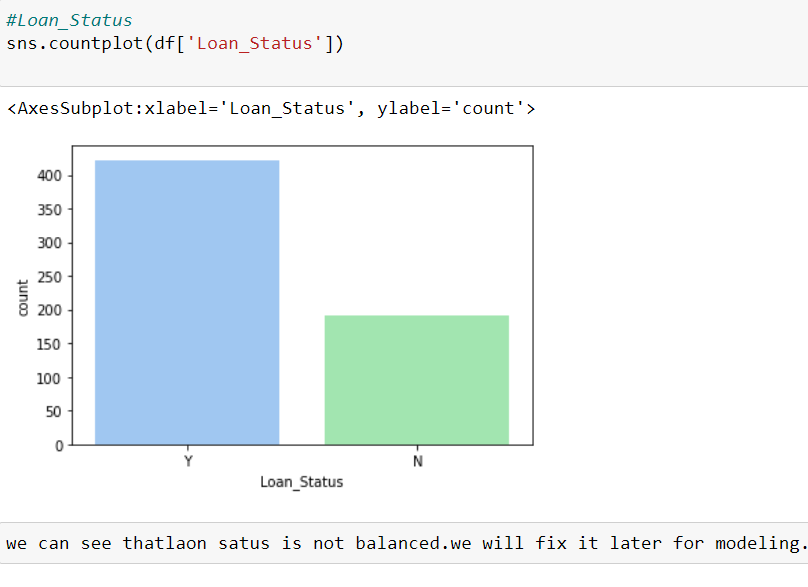 #Loan_Status
sns.countplot(df['Loan_Status'])
<AxesSubplot:xlabel='Loan_Status', ylabel='count'>
400
350
300
250
200
150
100
50
0
count
Y N
Loan_Status
we can see thatlaon satus is not balanced.we will fix it later for modeling.